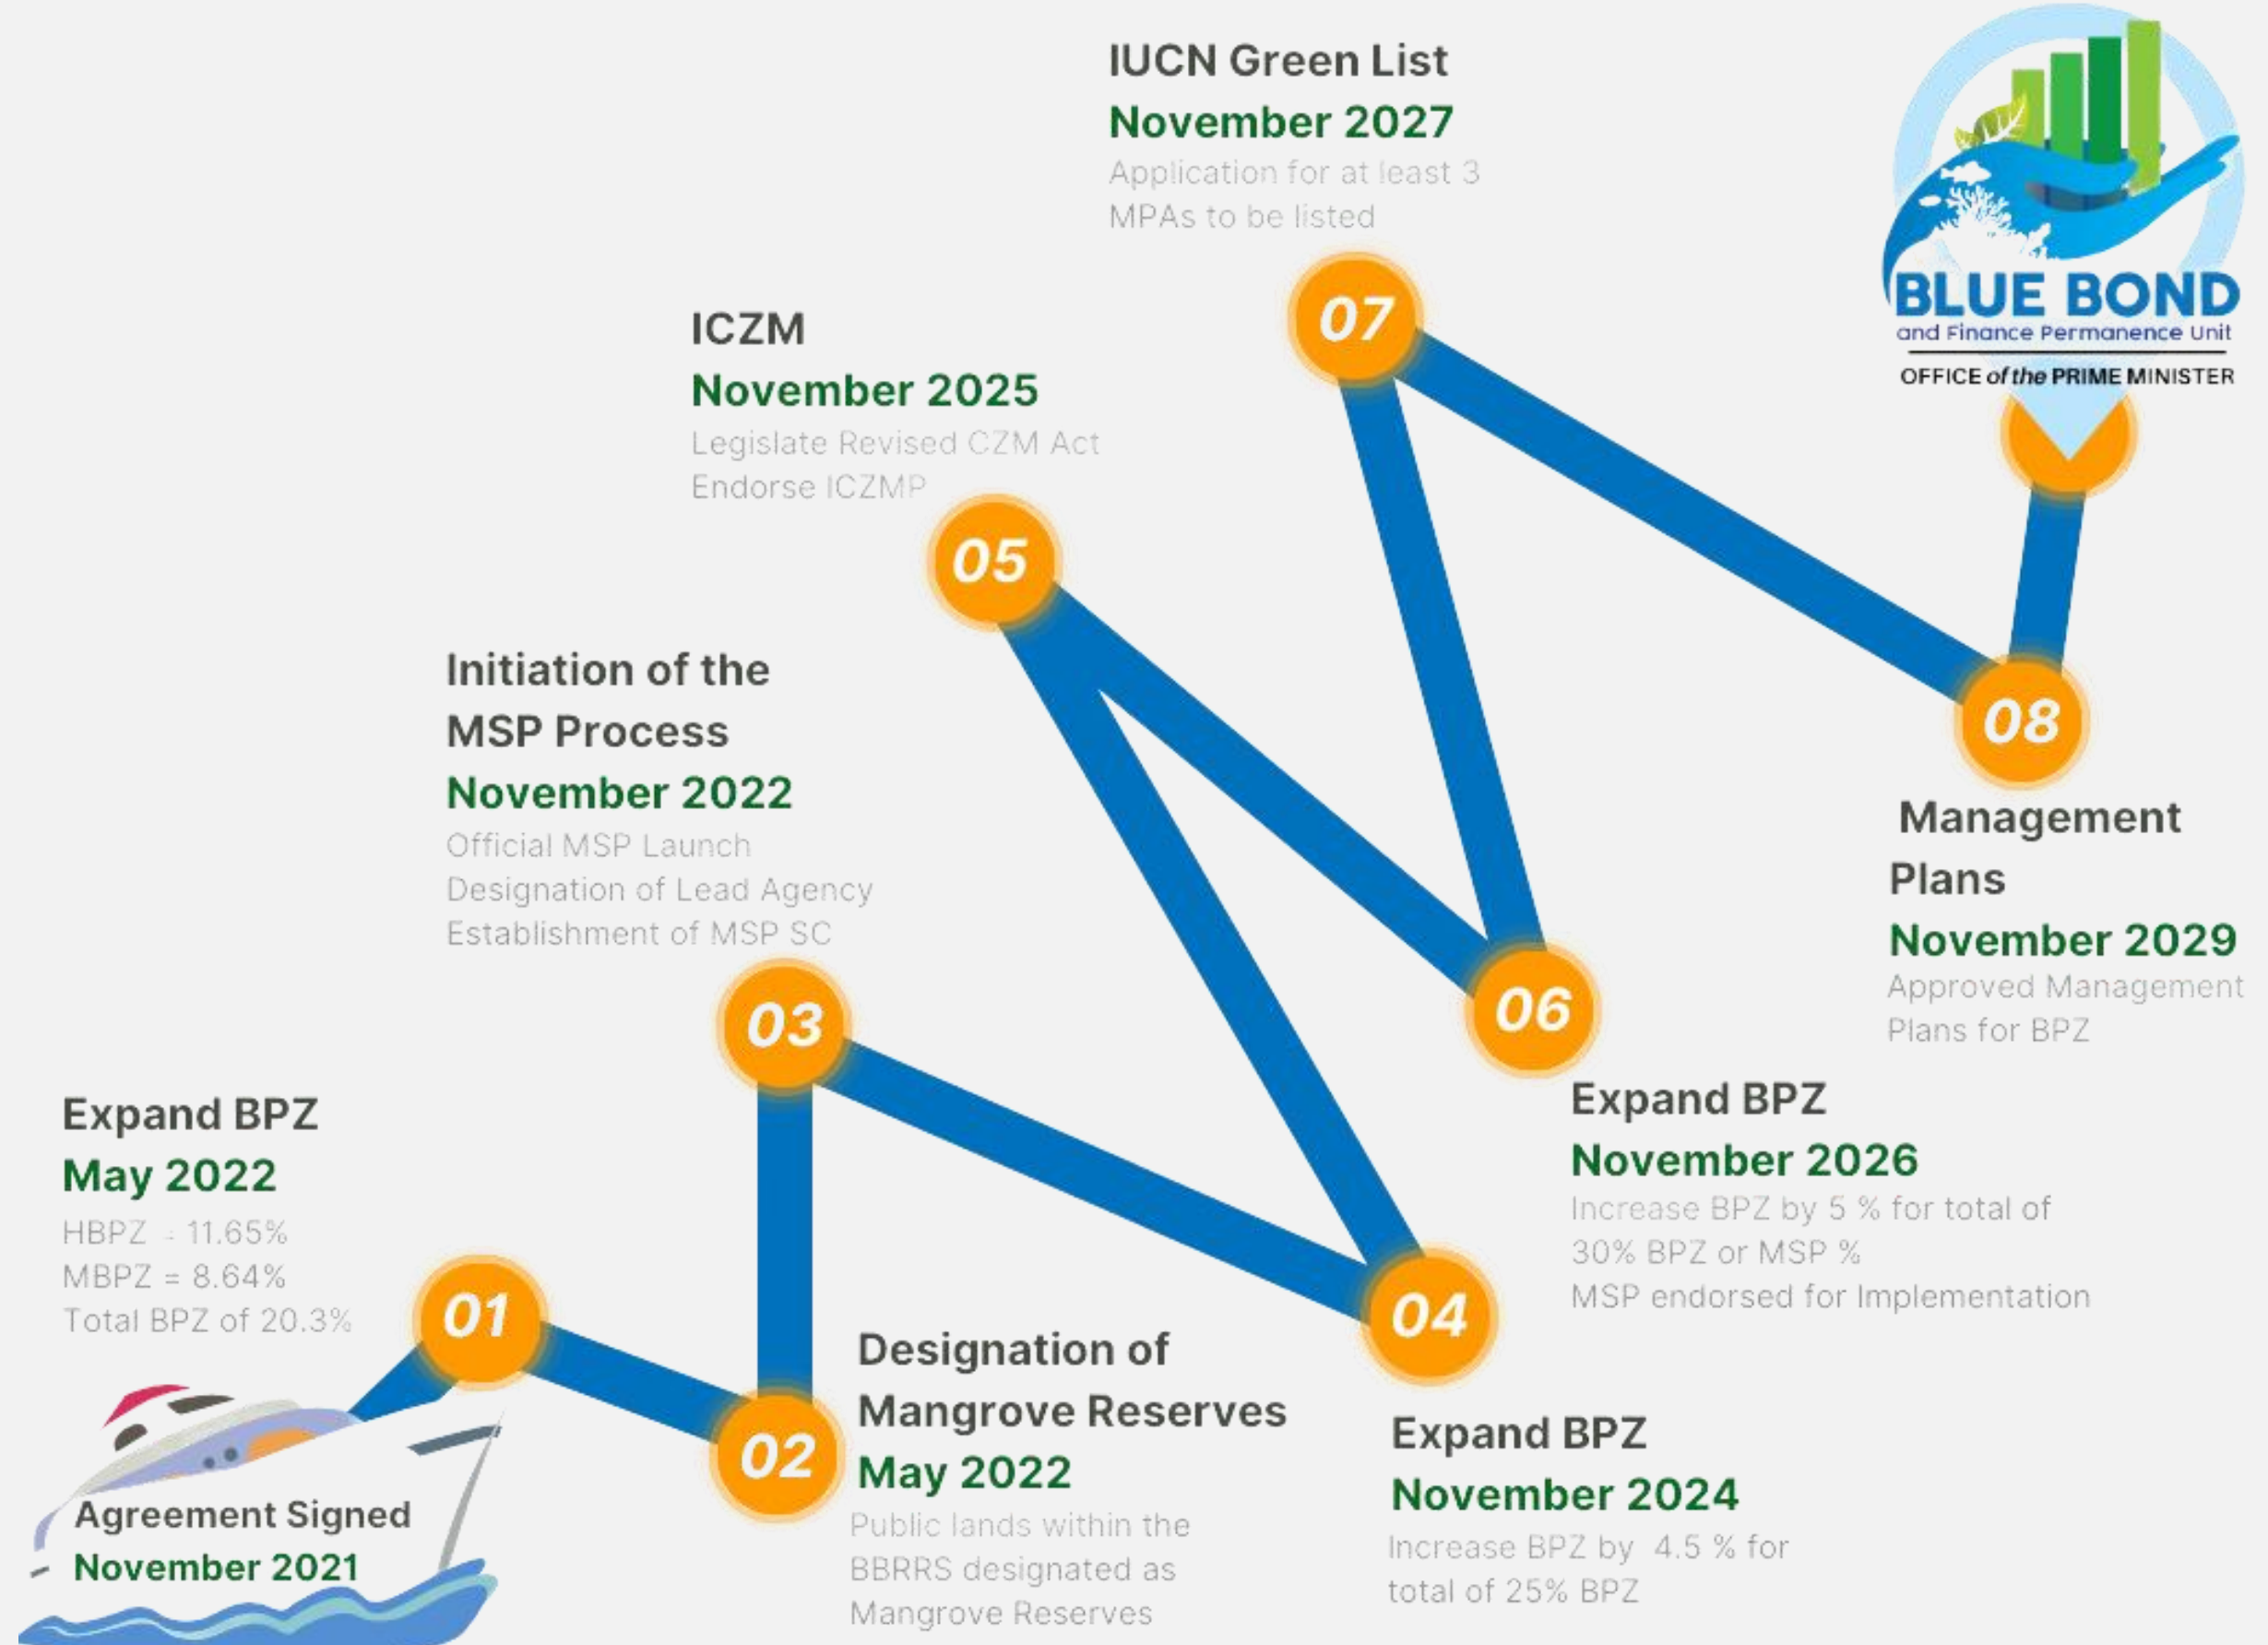 IUCN Green List
November 2027
Application for at least 3
MPAs to be listed
BLUE BOND
and Finance Permanence Unit
OFFICE of the PRIME MINISTER
07
ICZM
November 2025
Legislate Revised CZM Act
Endorse ICZMP
05
Initiation of the
MSP Process
November 2022
Official MSP Launch
Designation of Lead Agency
Establishment of MSP SC
03
08
Management
Plans
November 2029
Approved Management
Plans for BPZ
06
Expand BPZ
November 2026
Increase BPZ by 5 % for total of
30% BPZ or MSP %
MSP endorsed for Implementation
Expand BPZ
May 2022
HBPZ = 11.65%
MBPZ = 8.64%
Total BPZ of 20.3%
01
02
Designation of
Mangrove Reserves
May 2022
Public lands within the
BBRRS designated as
Mangrove Reserves
04
Expand BPZ
November 2024
Increase BPZ by 4.5 % for
total of 25% BPZ
Agreement Signed
November 2021